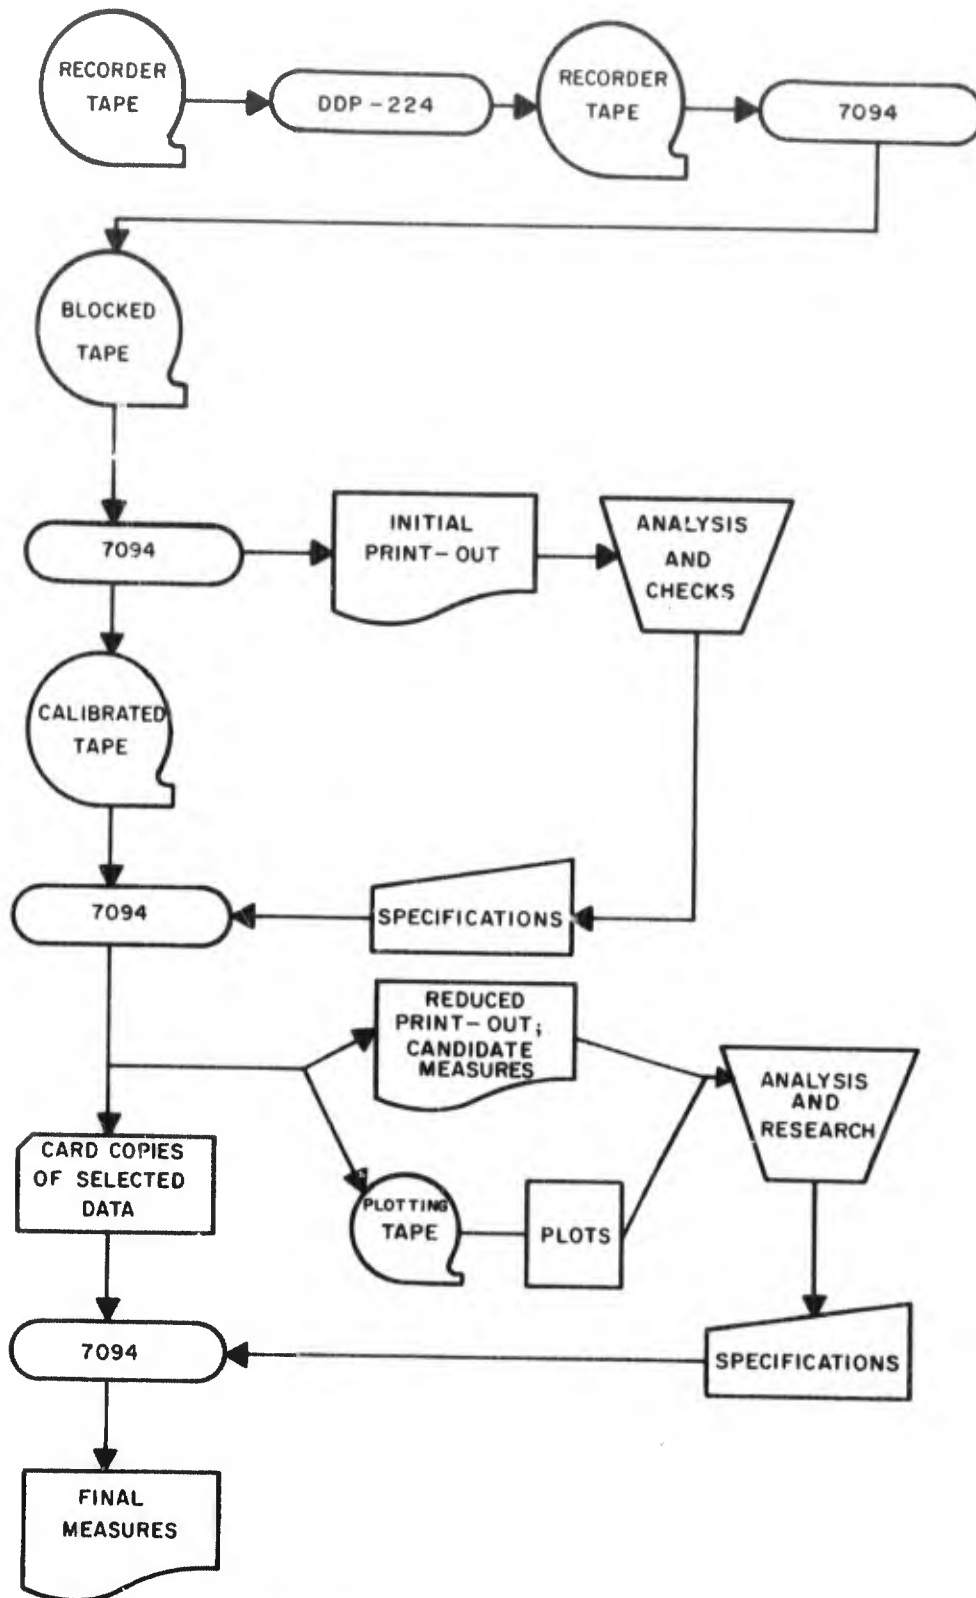 RECORDER
TAPE
DDP-224
RECORDER
TAPE
7094
BLOCKED
TAPE
7094
INITIAL
PRINT-OUT
ANALYSIS
AND
CHECKS
CALIBRATED
TAPE
7094
SPECIFICATIONS
REDUCED
PRINT-OUT;
CANDIDATE
MEASURES
ANALYSIS
AND
RESEARCH
CARD COPIES
OF SELECTED
DATA
PLOTTING
TAPE
PLOTS
7094
SPECIFICATIONS
FINAL
MEASURES